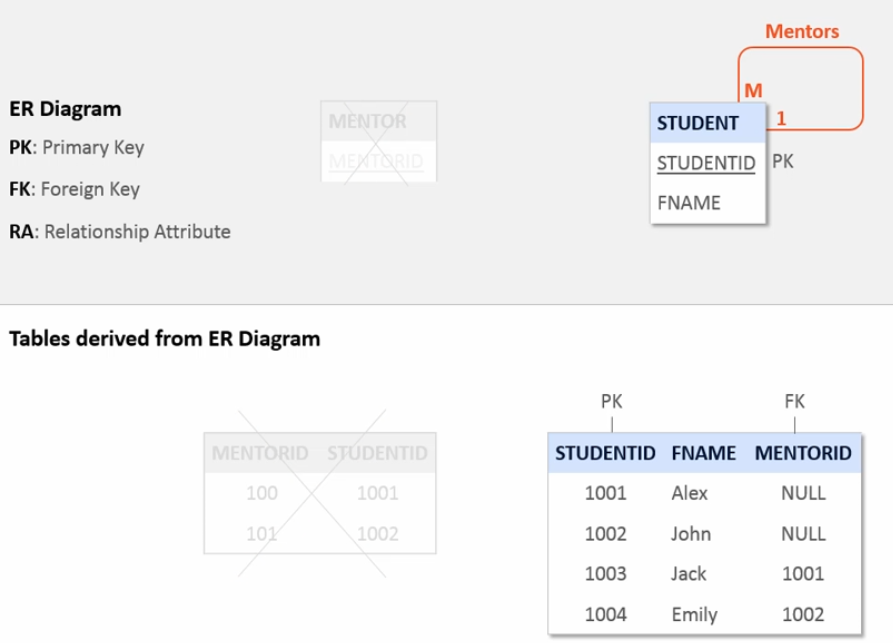 Mentors
M
1
ER Diagram
PK: Primary Key
FK: Foreign Key
RA: Relationship Attribute
MENTOR
MENTORID
STUDENT
STUDENTID PK
FNAME
Tables derived from ER Diagram
MENTORID STUDENTID
100 1001
101 1002
PK FK
STUDENTID FNAME MENTORID
1001 Alex NULL
1002 John NULL
1003 Jack 1001
1004 Emily 1002